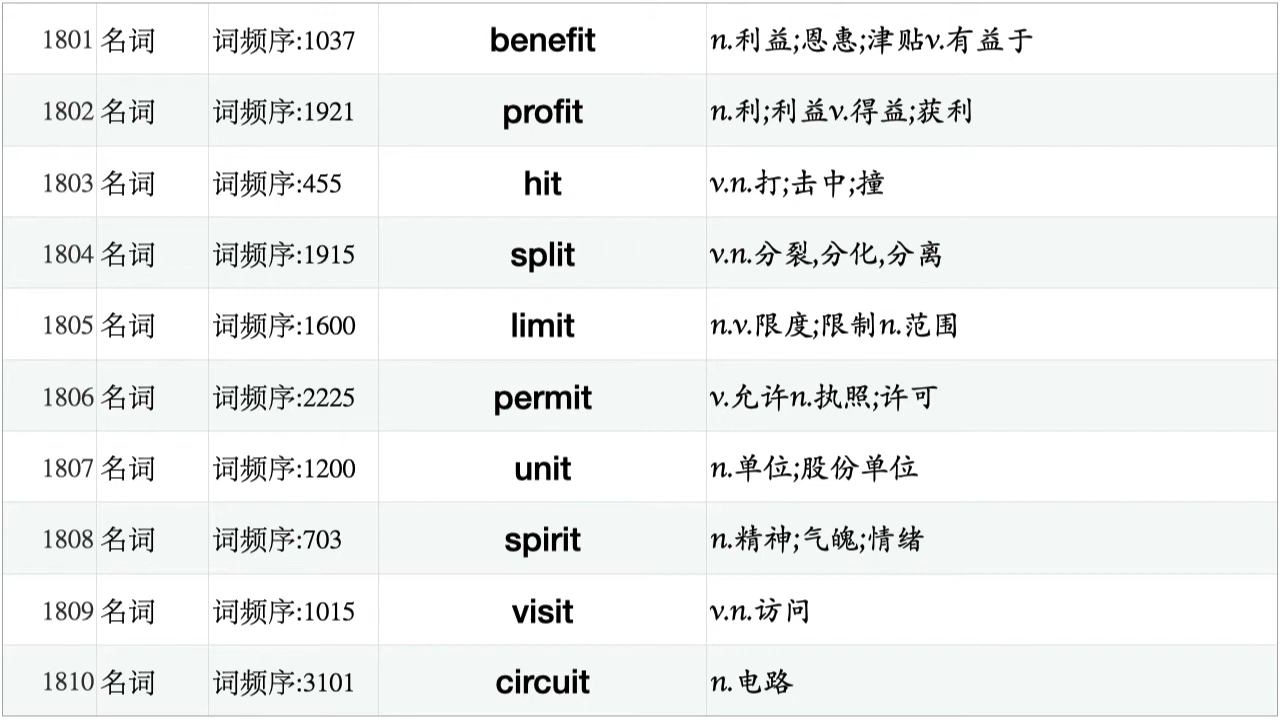 1801 名词 词频序:1037 benefit n.利益;恩惠;津贴v.有益于
1802 名词 词频序:1921 profit n.利;利益v.得益;获利
1803 名词 词频序:455 hit v.n.打;击中;撞
1804 名词 词频序:1915 split v.n.分裂,分化,分离
1805 名词 词频序:1600 limit n.v.限度;限制n.范围
1806 名词 词频序:2225 permit v.允许n.执照;许可
1807 名词 词频序:1200 unit n.单位;股份单位
1808 名词 词频序:703 spirit n.精神;气魄;情绪
1809 名词 词频序:1015 visit v.n.访问
1810 名词 词频序:3101 circuit n.电路